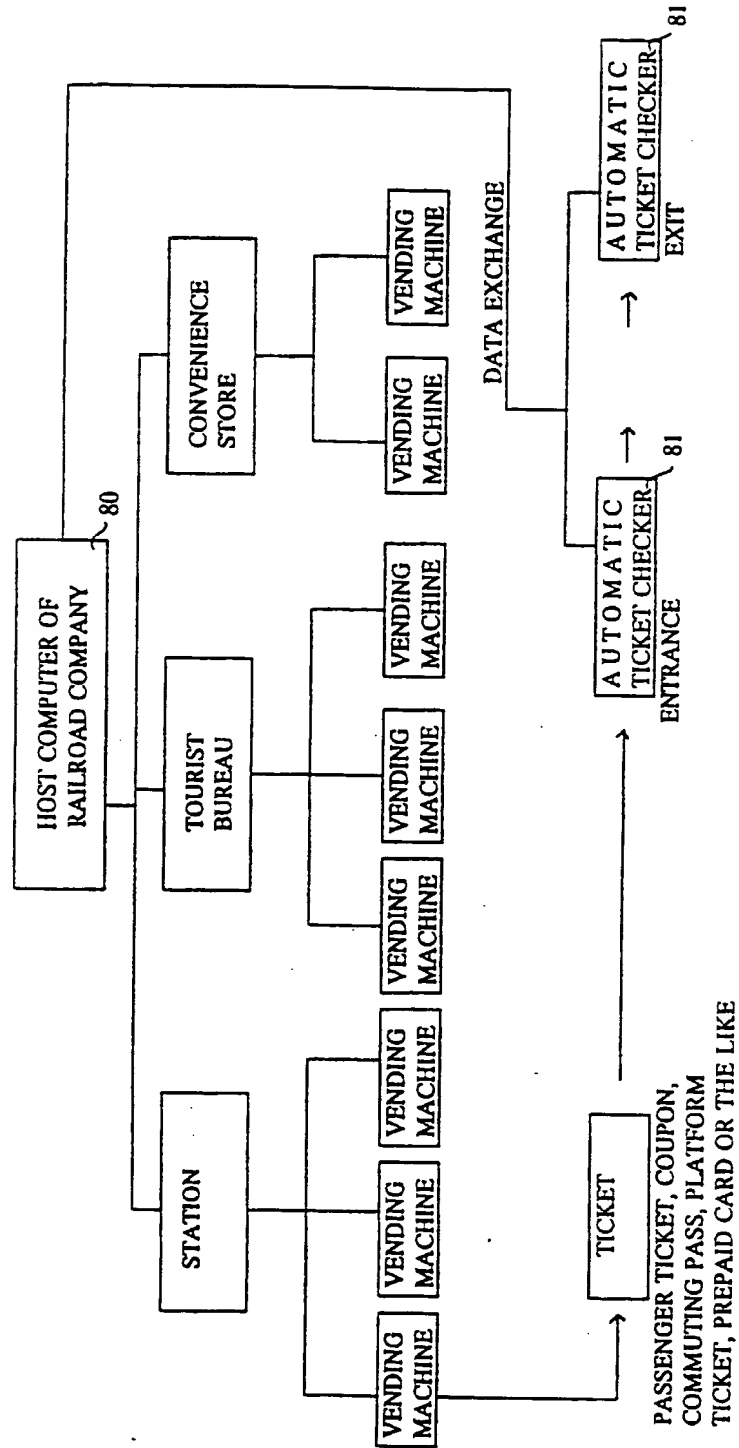 HOST COMPUTER OF
RAILROAD COMPANY
80
STATION
TOURIST
BUREAU
CONVENIENCE
STORE
VENDING
MACHINE
VENDING
MACHINE
VENDING
MACHINE
VENDING
MACHINE
VENDING
MACHINE
VENDING
MACHINE
VENDING
MACHINE
VENDING
MACHINE
DATA EXCHANGE
TICKET
PASSENGER TICKET, COUPON,
COMMUTING PASS, PLATFORM
TICKET, PREPAID CARD OR THE LIKE
AUTOMATIC
TICKET CHECKER
81
ENTRANCE
AUTOMATIC
TICKET CHECKER
81
EXIT